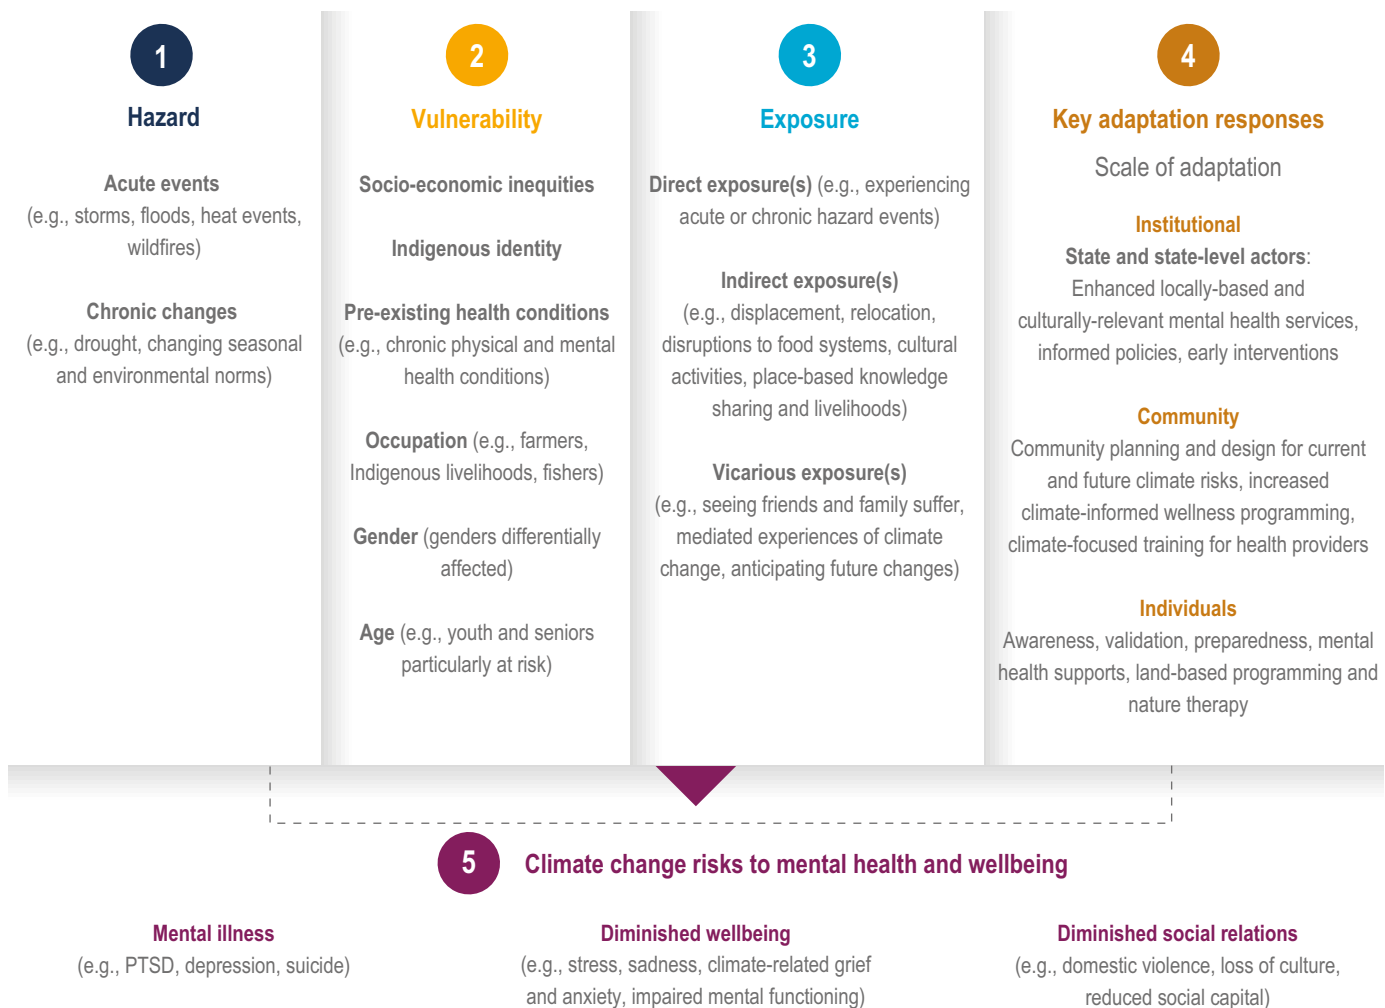 1
Hazard
Acute events
(e.g., storms, floods, heat events,
wildfires)
Chronic changes
(e.g., drought, changing seasonal
and environmental norms)
2
Vulnerability
Socio-economic inequities
Indigenous identity
Pre-existing health conditions
(e.g., chronic physical and mental
health conditions)
Occupation (e.g., farmers,
Indigenous livelihoods, fishers)
Gender (genders differentially
affected)
Age (e.g., youth and seniors
particularly at risk)
3
Exposure
Direct exposure(s) (e.g., experiencing
acute or chronic hazard events)
Indirect exposure(s)
(e.g., displacement, relocation,
disruptions to food systems, cultural
activities, place-based knowledge
sharing and livelihoods)
Vicarious exposure(s)
(e.g., seeing friends and family suffer,
mediated experiences of climate
change, anticipating future changes)
4
Key adaptation responses
Scale of adaptation
Institutional
State and state-level actors:
Enhanced locally-based and
culturally-relevant mental health services,
informed policies, early interventions
Community
Community planning and design for current
and future climate risks, increased
climate-informed wellness programming,
climate-focused training for health providers
Individuals
Awareness, validation, preparedness, mental
health supports, land-based programming and
nature therapy
5
Climate change risks to mental health and wellbeing
Mental illness
(e.g., PTSD, depression, suicide)
Diminished wellbeing
(e.g., stress, sadness, climate-related grief
and anxiety, impaired mental functioning)
Diminished social relations
(e.g., domestic violence, loss of culture,
reduced social capital)